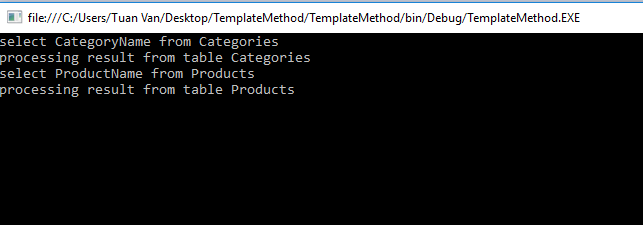 file:///C:/Users/Tuan Van/Desktop/TemplateMethod/TemplateMethod/bin/Debug/TemplateMethod.EXE
select CategoryName from Categories
processing result from table Categories
select ProductName from Products
processing result from table Products